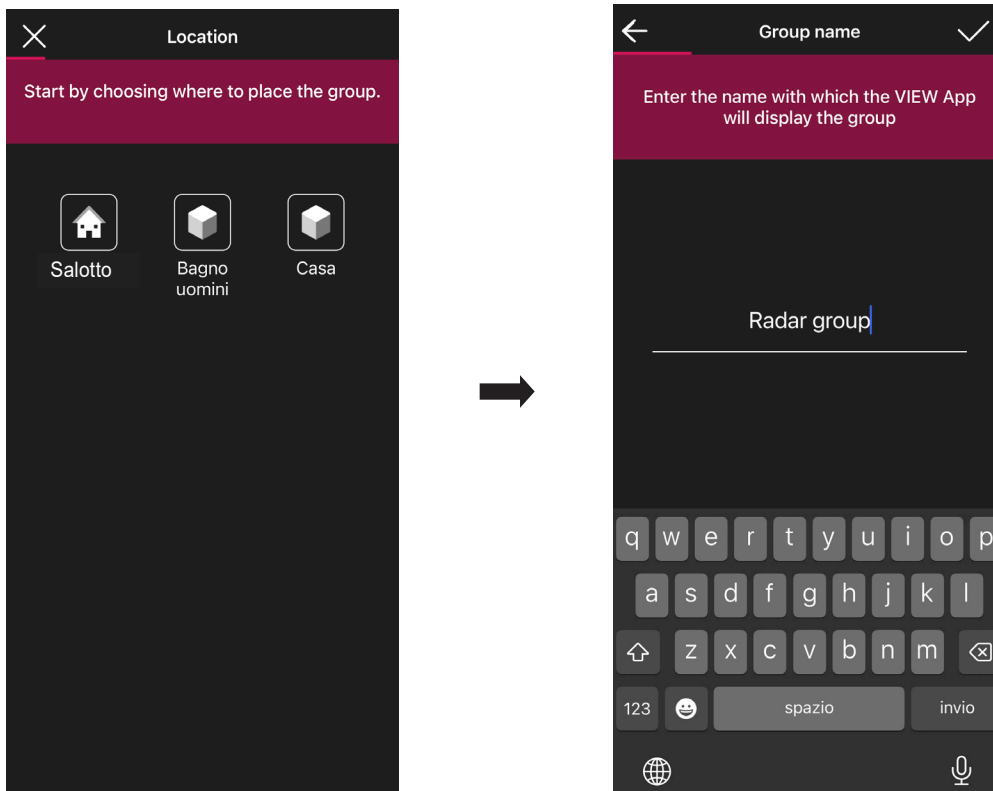 Location
Start by choosing where to place the group.
Salotto
Bagno
uomini
Casa
Group name
Enter the name with which the VIEW App
will display the group
Radar group
q w e r t y u i o p
a s d f g h j k l
z x c v b n m
123 spazio invio